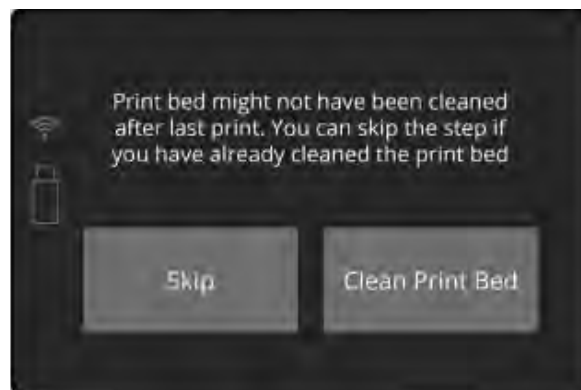 Print bed might not have been cleaned
after last print. You can skip the step if
you have already cleaned the print bed
Skip
Clean Print Bed